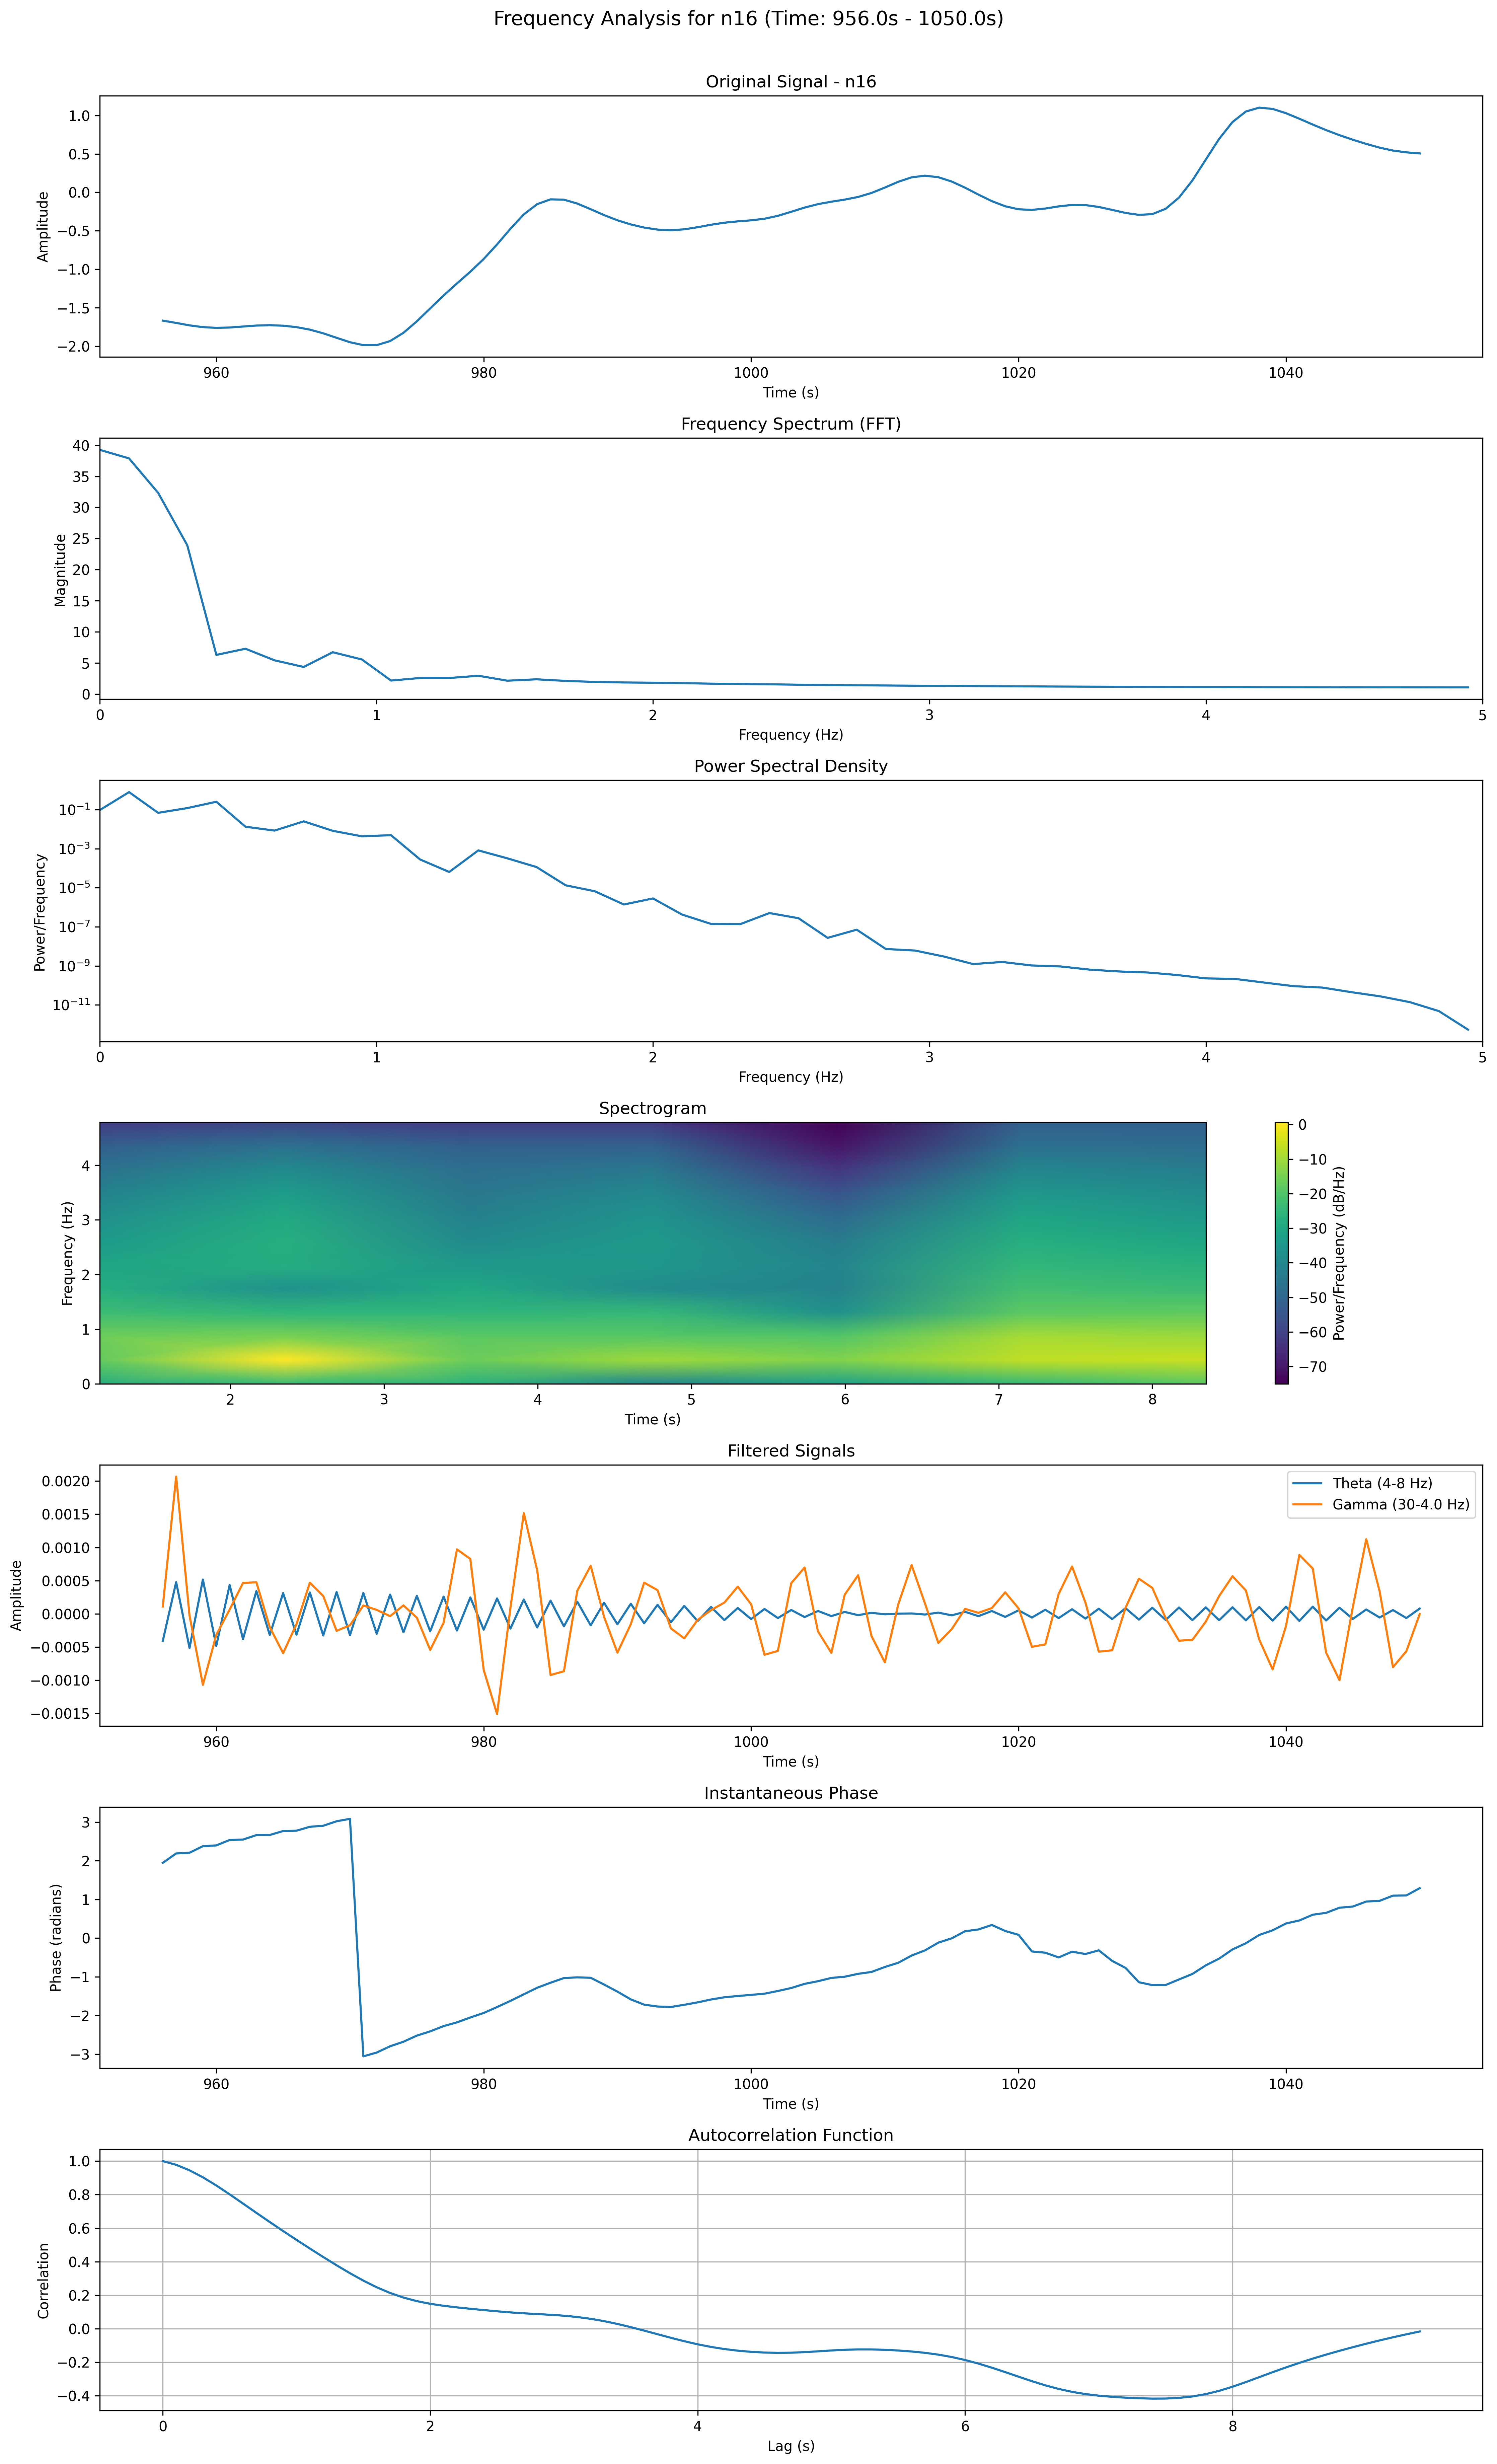 Frequency Analysis for n16 (Time: 956.0s - 1050.0s)
Original Signal - n16
1.0
0.5
0.0
−0.5
−1.0
−1.5
−2.0
Amplitude
960 980 1000 1020 1040
Time (s)
Frequency Spectrum (FFT)
40
35
30
25
20
15
10
5
0
Magnitude
0 1 2 3 4 5
Frequency (Hz)
Power Spectral Density
10⁻¹
10⁻³
10⁻⁵
10⁻⁷
10⁻⁹
10⁻¹¹
Power/Frequency
0 1 2 3 4 5
Frequency (Hz)
Spectrogram
4
3
2
1
0
Frequency (Hz)
2 3 4 5 6 7 8
Time (s)
0
−10
−20
−30
−40
−50
−60
−70
Power/Frequency (dB/Hz)
Filtered Signals
Theta (4-8 Hz)
Gamma (30-4.0 Hz)
0.0020
0.0015
0.0010
0.0005
0.0000
−0.0005
−0.0010
−0.0015
Amplitude
960 980 1000 1020 1040
Time (s)
Instantaneous Phase
3
2
1
0
−1
−2
−3
Phase (radians)
960 980 1000 1020 1040
Time (s)
Autocorrelation Function
1.0
0.8
0.6
0.4
0.2
0.0
−0.2
−0.4
Correlation
0 2 4 6 8
Lag (s)